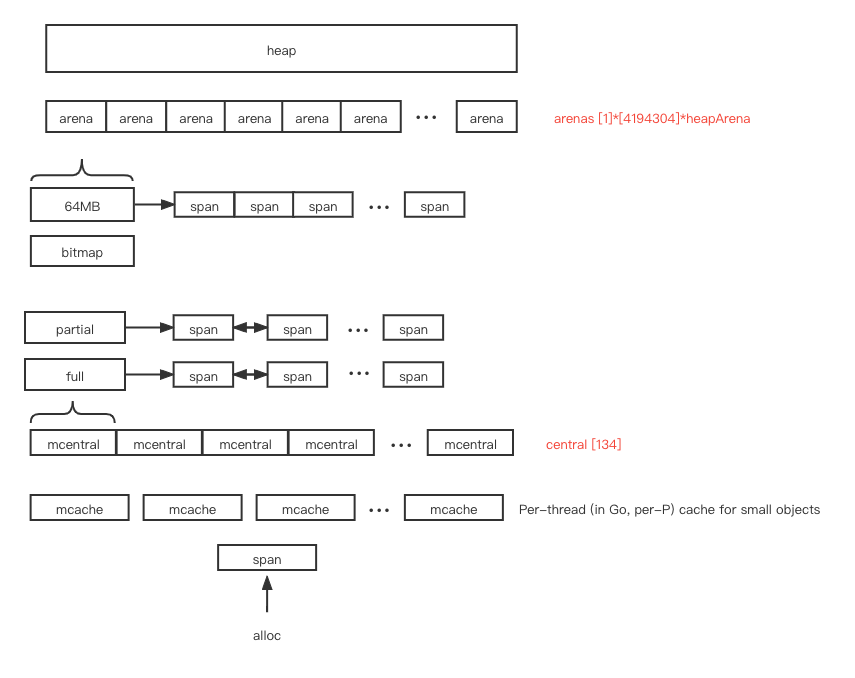 heap
arena arena arena arena arena arena ... arena arenas [1]*[4194304]*heapArena
64MB span span span ... span
bitmap
partial span span ... span
full span span ... span
mcentral mcentral mcentral mcentral ... mcentral central [134]
mcache mcache mcache ... mcache Per-thread (in Go, per-P) cache for small objects
span
alloc